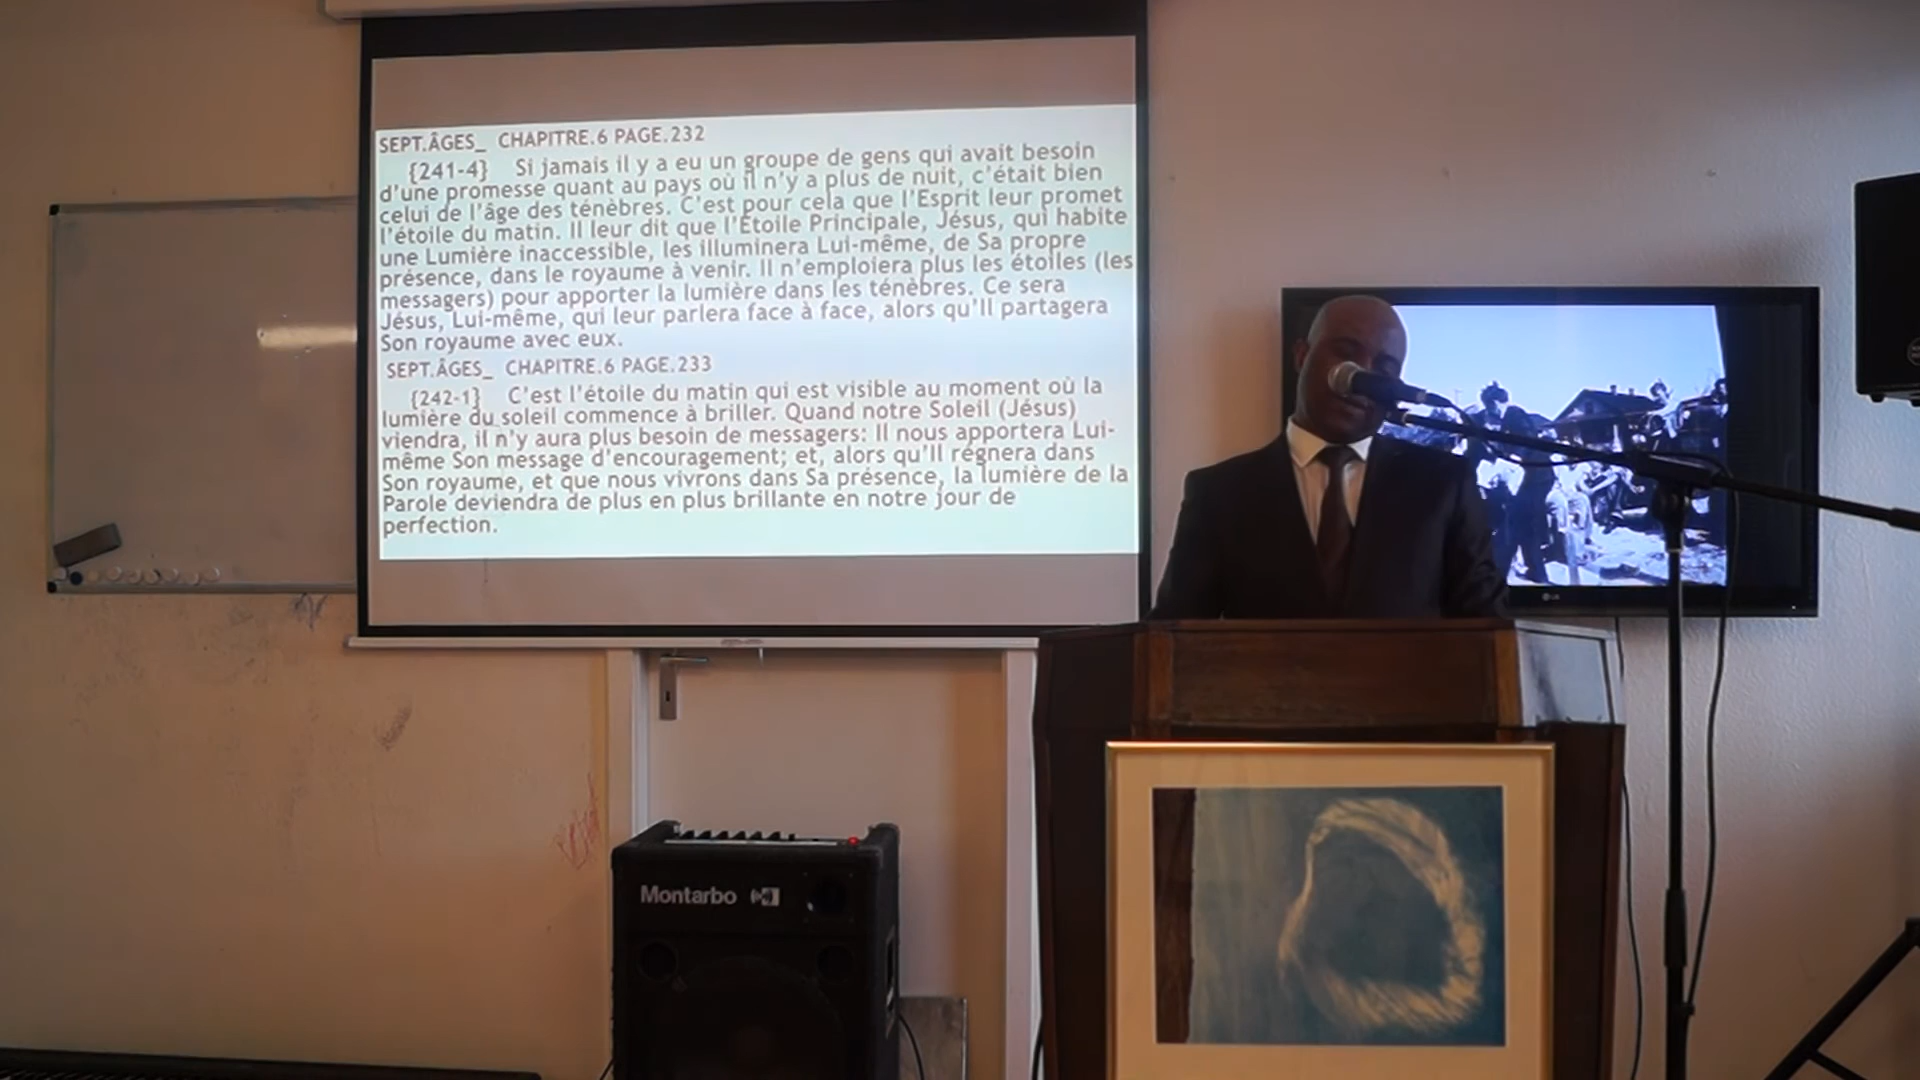 SEPT.ÂGES_ CHAPITRE.6 PAGE.232
{241-4} Si jamais il y a eu un groupe de gens qui avait besoin
d'une promesse quant au pays où il n'y a plus de nuit, c'était bien
celui de l'âge des ténèbres. C'est pour cela que l'Esprit leur promet
l'étoile du matin. Il leur dit que l'Étoile Principale, Jésus, qui habite
une Lumière inaccessible, les illuminera Lui-même, de Sa propre
présence, dans le royaume à venir. Il n'emploiera plus les étoiles (les
messagers) pour apporter la lumière dans les ténèbres. Ce sera
Jésus, Lui-même, qui leur parlera face à face, alors qu'Il partagera
Son royaume avec eux.
SEPT.ÂGES_ CHAPITRE.6 PAGE.233
{242-1} C'est l'étoile du matin qui est visible au moment où la
lumière du soleil commence à briller. Quand notre Soleil (Jésus)
viendra, il n'y aura plus besoin de messagers: Il nous apportera Lui-
même Son message d'encouragement; et, alors qu'Il régnera dans
Son royaume, et que nous vivrons dans Sa présence, la lumière de la
Parole deviendra de plus en plus brillante en notre jour de
perfection.
LG
Montarbo